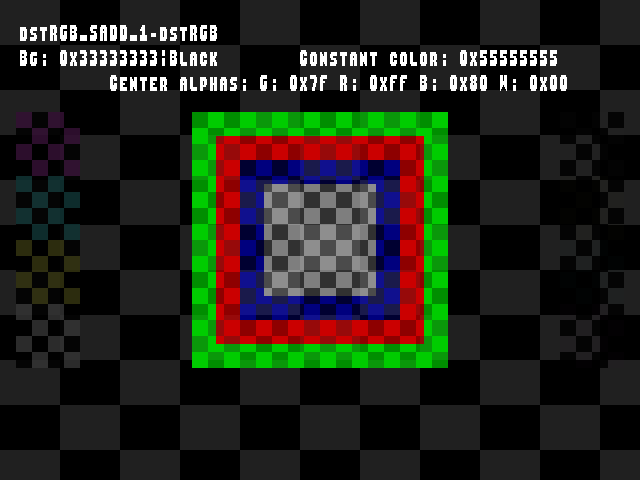 dstRGB_SADD_1-dstRGB
Bg: 0x33333333;Black Constant color: 0x55555555
Center alphas: G: 0x7F R: 0xFF B: 0x80 W: 0x00